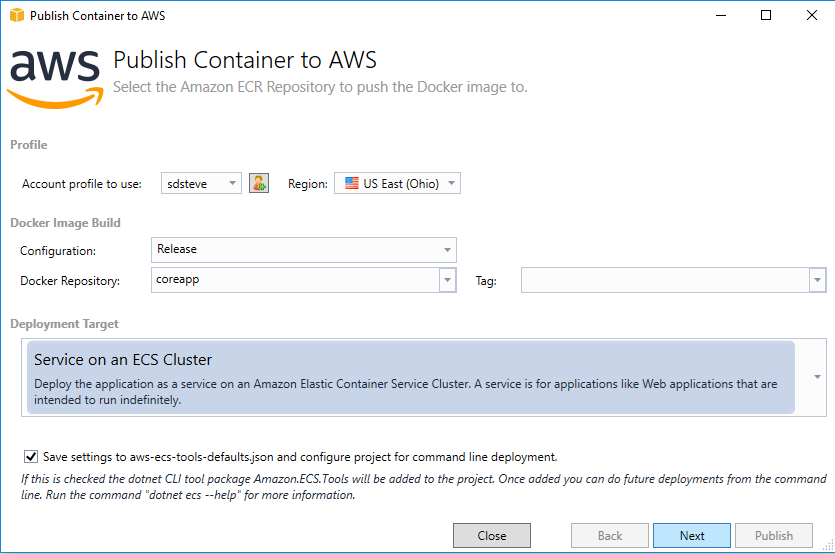 Publish Container to AWS
aws
Publish Container to AWS
Select the Amazon ECR Repository to push the Docker image to.
Profile
Account profile to use: sdsteve Region: US East (Ohio)
Docker Image Build
Configuration: Release
Docker Repository: coreapp Tag:
Deployment Target
Service on an ECS Cluster
Deploy the application as a service on an Amazon Elastic Container Service Cluster. A service is for applications like Web applications that are
intended to run indefinitely.
Save settings to aws-ecs-tools-defaults.json and configure project for command line deployment.
If this is checked the dotnet CLI tool package Amazon.ECS.Tools will be added to the project. Once added you can do future deployments from the command
line. Run the command "dotnet ecs --help" for more information.
Close Back Next Publish